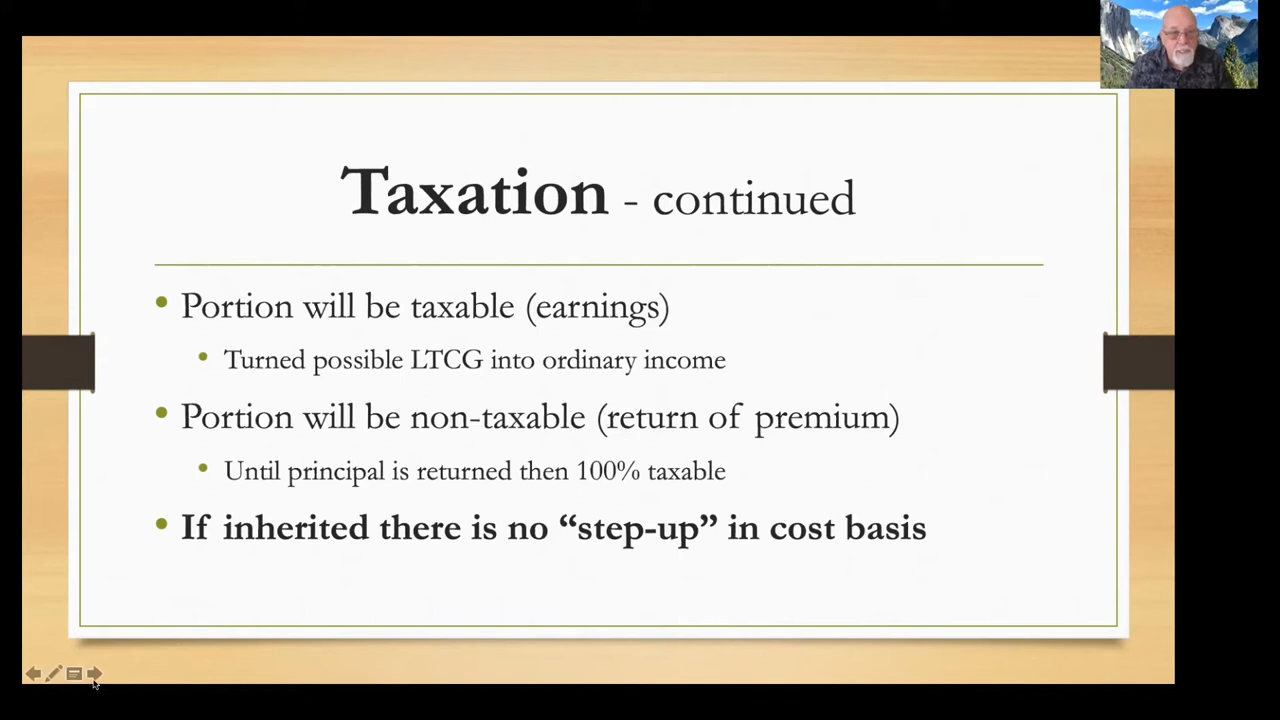 Taxation - continued
• Portion will be taxable (earnings)
• Turned possible LTCG into ordinary income
• Portion will be non-taxable (return of premium)
• Until principal is returned then 100% taxable
• If inherited there is no “step-up” in cost basis